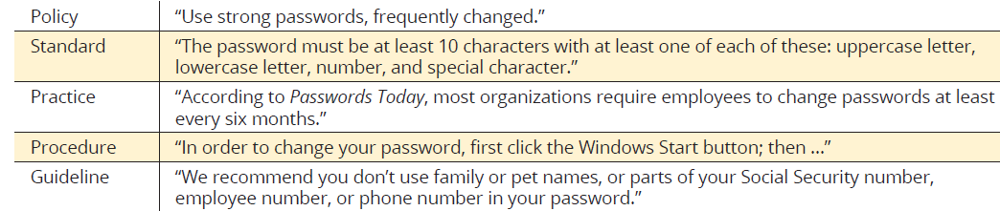 Policy “Use strong passwords, frequently changed.”
Standard “The password must be at least 10 characters with at least one of each of these: uppercase letter,
lowercase letter, number, and special character.”
Practice “According to Passwords Today, most organizations require employees to change passwords at least
every six months.”
Procedure “In order to change your password, first click the Windows Start button; then ...”
Guideline “We recommend you don’t use family or pet names, or parts of your Social Security number,
employee number, or phone number in your password.”